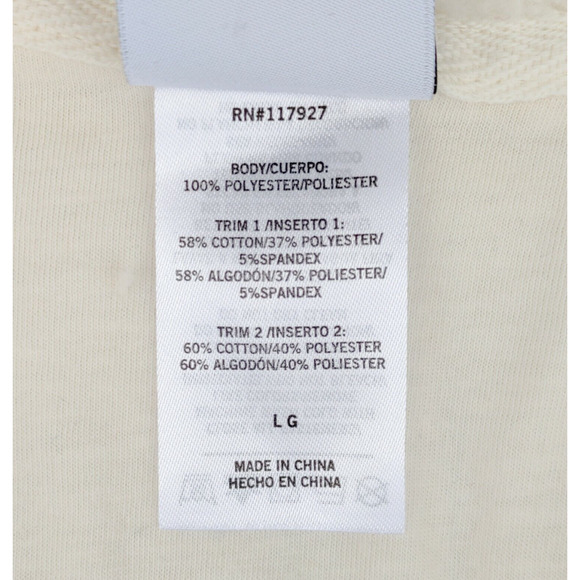 RN#117927
BODY/CUERPO:
100% POLYESTER/POLIESTER
TRIM 1 /INSERTO 1:
58% COTTON/37% POLYESTER/
5%SPANDEX
58% ALGODÓN/37% POLIESTER/
5%SPANDEX
TRIM 2 /INSERTO 2:
60% COTTON/40% POLYESTER
60% ALGODÓN/40% POLIESTER
L G
MADE IN CHINA
HECHO EN CHINA